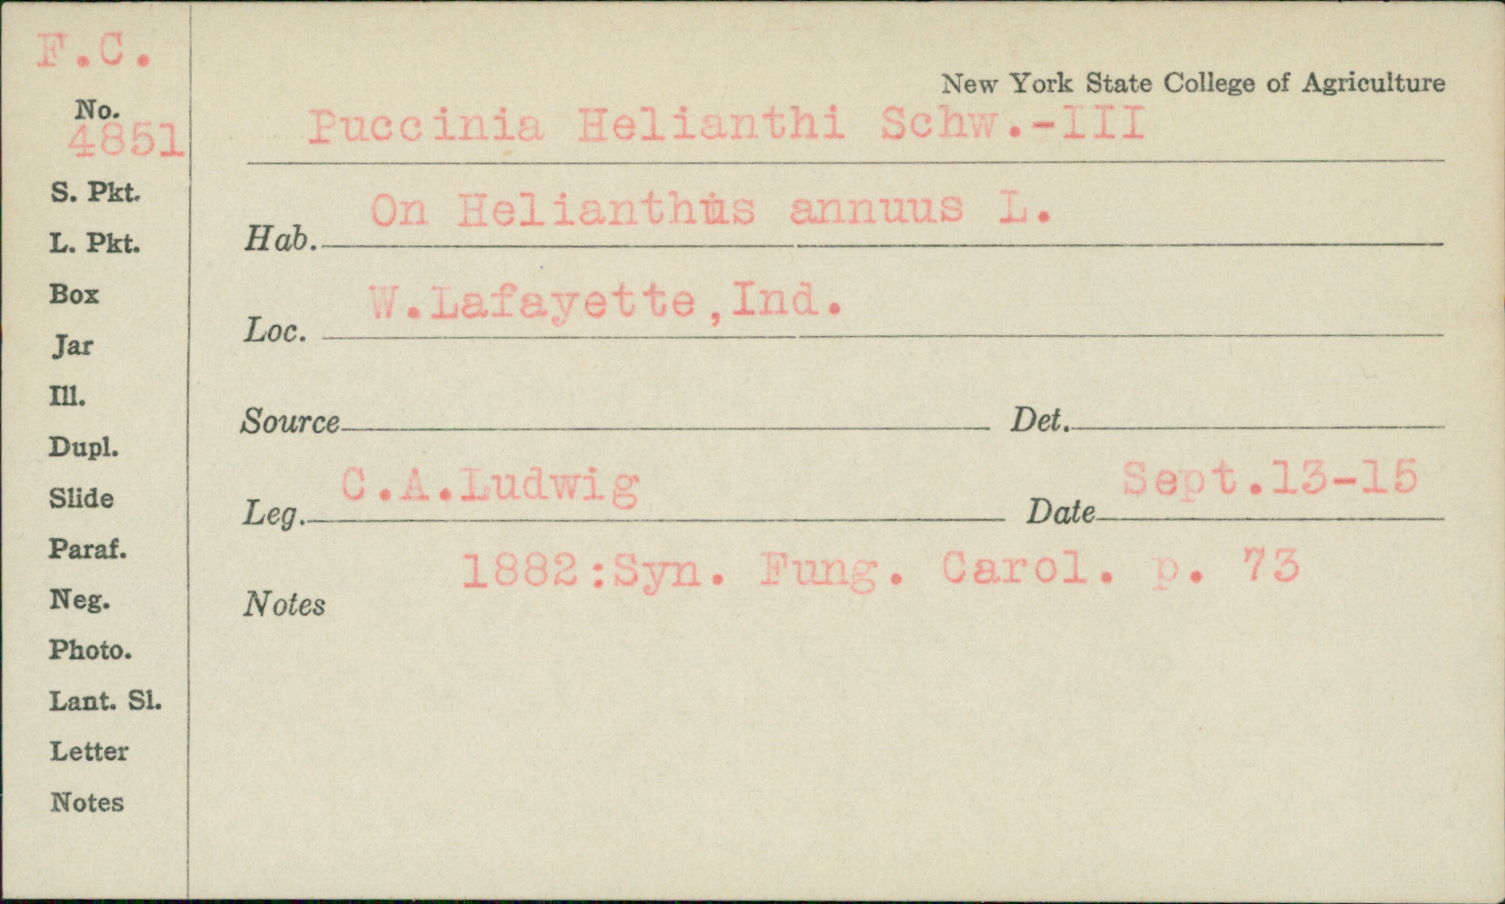 F.C.
No.
4851
S. Pkt.
L. Pkt.
Box
Jar
Ill.
Dupl.
Slide
Paraf.
Neg.
Photo.
Lant. Sl.
Letter
Notes
New York State College of Agriculture
Puccinia Helianthi Schw.-III
Hab. On Helianthus annuus L.
Loc. W.Lafayette,Ind.
Source Det.
Leg. C.A.Ludwig Date Sept.13-15
Notes 1882:Syn. Fung. Carol. p. 73